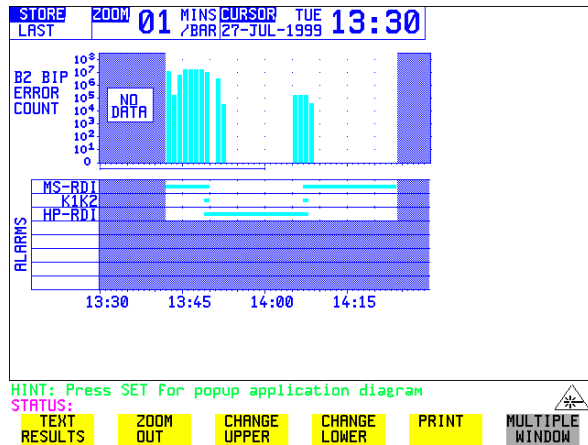 STORE LAST ZOOM 01 MINS /BAR CURSOR TUE 27-JUL-1999 13:30
B2 BIP ERROR COUNT
10⁸
10⁷
10⁶
10⁵
10⁴
10³
10²
10¹
0
NO DATA
MS-RDI
K1K2
HP-RDI
ALARMS
13:30 13:45 14:00 14:15
HINT: Press SET for popup application diagram
STATUS:
TEXT RESULTS ZOOM OUT CHANGE UPPER CHANGE LOWER PRINT MULTIPLE WINDOW